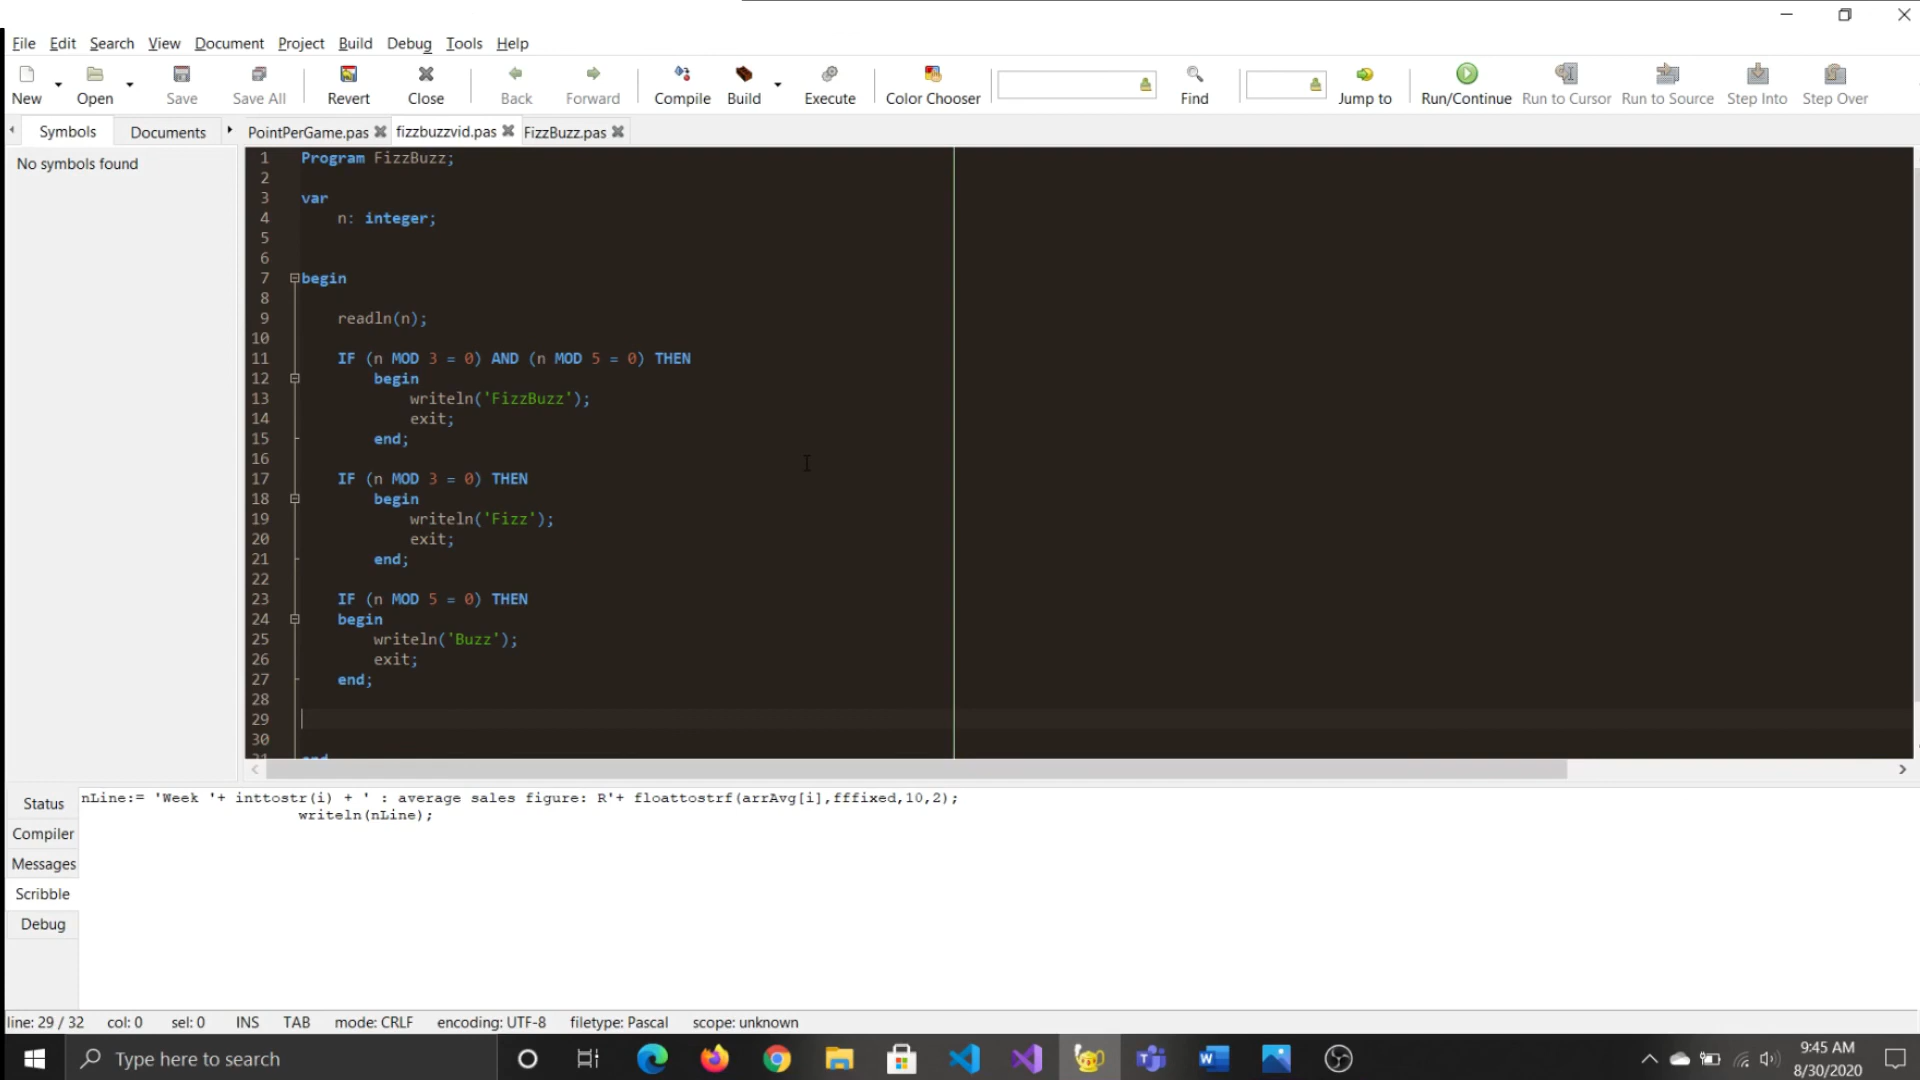 File Edit Search View Document Project Build Debug Tools Help
New Open Save Save All Revert Close Back Forward Compile Build Execute Color Chooser Find Jump to Run/Continue Run to Cursor Run to Source Step Into Step Over
Symbols Documents PointPerGame.pas fizzbuzzvid.pas FizzBuzz.pas
No symbols found
1 Program FizzBuzz;
2
3 var
4 n: integer;
5
6
7 begin
8
9 readln(n);
10
11 IF (n MOD 3 = 0) AND (n MOD 5 = 0) THEN
12 begin
13 writeln('FizzBuzz');
14 exit;
15 end;
16
17 IF (n MOD 3 = 0) THEN
18 begin
19 writeln('Fizz');
20 exit;
21 end;
22
23 IF (n MOD 5 = 0) THEN
24 begin
25 writeln('Buzz');
26 exit;
27 end;
28
29
30
Status
Compiler
Messages
Scribble
Debug
nLine:= 'Week '+ inttostr(i) + ' : average sales figure: R'+ floattostrf(arrAvg[i],fffixed,10,2);
writeln(nLine);
line: 29 / 32 col: 0 sel: 0 INS TAB mode: CRLF encoding: UTF-8 filetype: Pascal scope: unknown
Type here to search
9:45 AM
8/30/2020